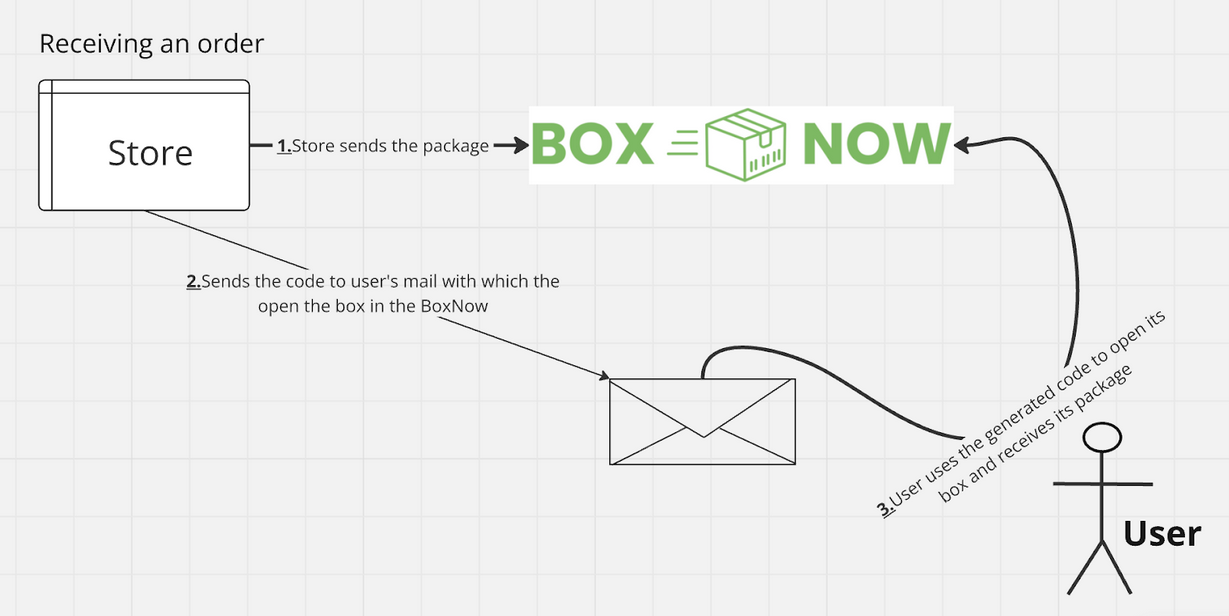 Receiving an order
Store
1.Store sends the package
BOX NOW
2.Sends the code to user's mail with which the
open the box in the BoxNow
3.User uses the generated code to open its
box and receives its package
User